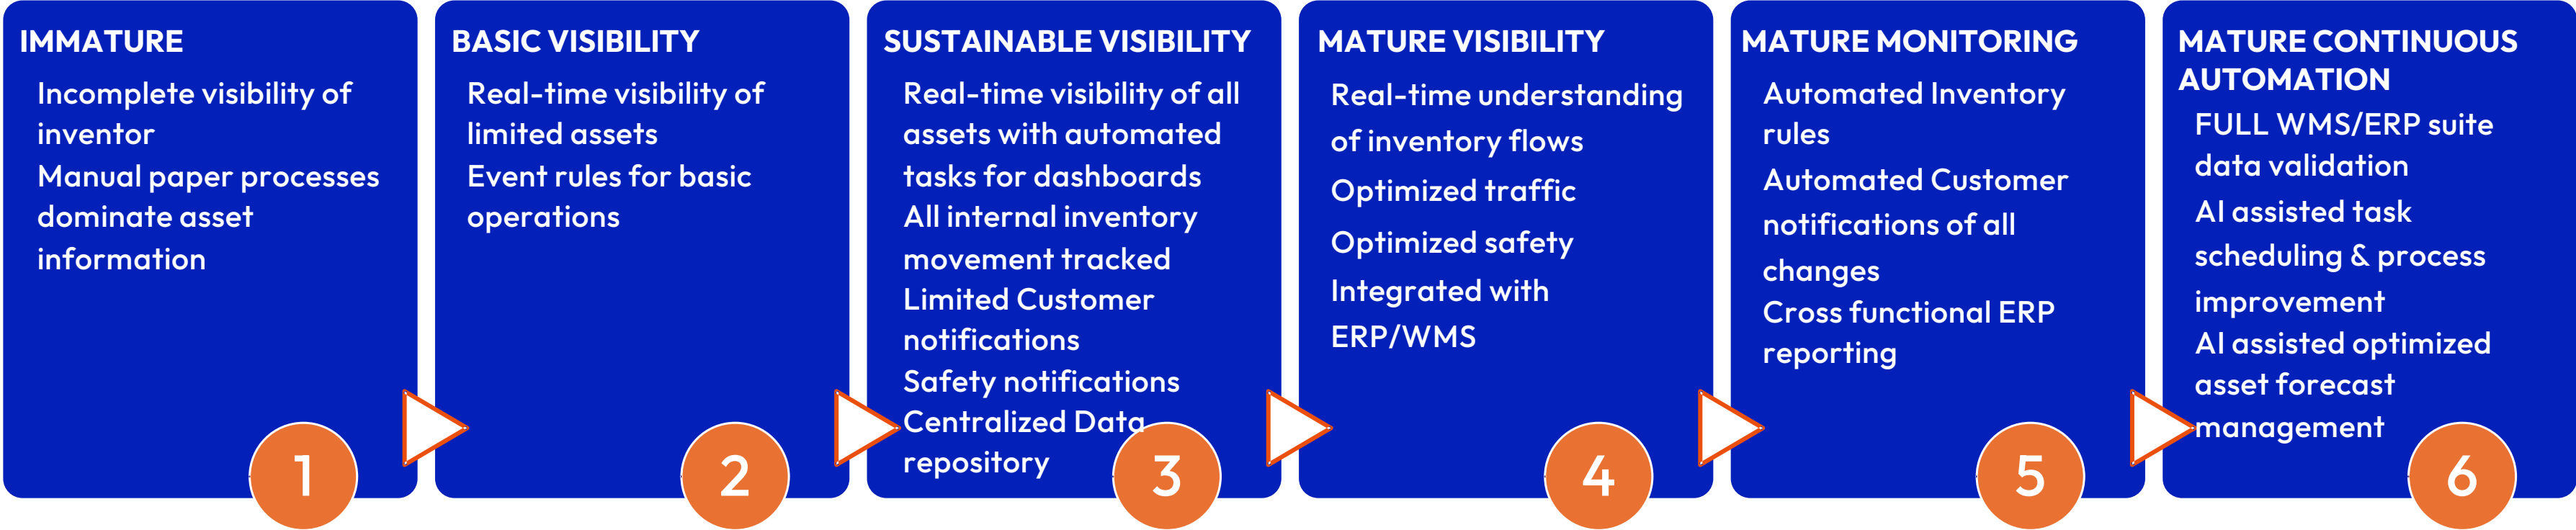 IMMATURE
Incomplete visibility of
inventor
Manual paper processes
dominate asset
information
1
BASIC VISIBILITY
Real-time visibility of
limited assets
Event rules for basic
operations
2
SUSTAINABLE VISIBILITY
Real-time visibility of all
assets with automated
tasks for dashboards
All internal inventory
movement tracked
Limited Customer
notifications
Safety notifications
Centralized Data
repository
3
MATURE VISIBILITY
Real-time understanding
of inventory flows
Optimized traffic
Optimized safety
Integrated with
ERP/WMS
4
MATURE MONITORING
Automated Inventory
rules
Automated Customer
notifications of all
changes
Cross functional ERP
reporting
5
MATURE CONTINUOUS
AUTOMATION
FULL WMS/ERP suite
data validation
AI assisted task
scheduling & process
improvement
AI assisted optimized
asset forecast
management
6